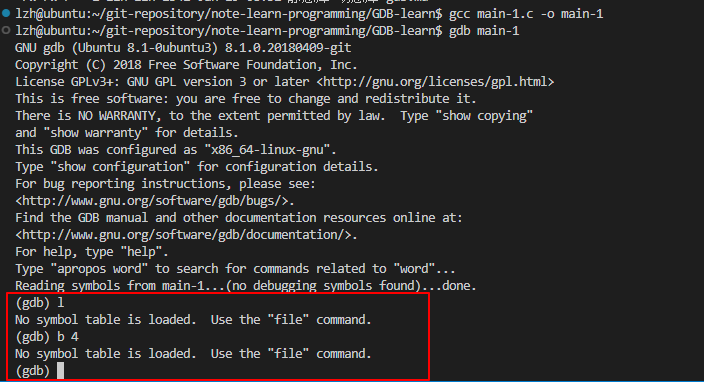 lzh@ubuntu:~/git-repository/note-learn-programming/GDB-learn$ gcc main-1.c -o main-1
lzh@ubuntu:~/git-repository/note-learn-programming/GDB-learn$ gdb main-1
GNU gdb (Ubuntu 8.1-0ubuntu3) 8.1.0.20180409-git
Copyright (C) 2018 Free Software Foundation, Inc.
License GPLv3+: GNU GPL version 3 or later <http://gnu.org/licenses/gpl.html>
This is free software: you are free to change and redistribute it.
There is NO WARRANTY, to the extent permitted by law.  Type "show copying"
and "show warranty" for details.
This GDB was configured as "x86_64-linux-gnu".
Type "show configuration" for configuration details.
For bug reporting instructions, please see:
<http://www.gnu.org/software/gdb/bugs/>.
Find the GDB manual and other documentation resources online at:
<http://www.gnu.org/software/gdb/documentation/>.
For help, type "help".
Type "apropos word" to search for commands related to "word"...
Reading symbols from main-1...(no debugging symbols found)...done.
(gdb) l
No symbol table is loaded.  Use the "file" command.
(gdb) b 4
No symbol table is loaded.  Use the "file" command.
(gdb)